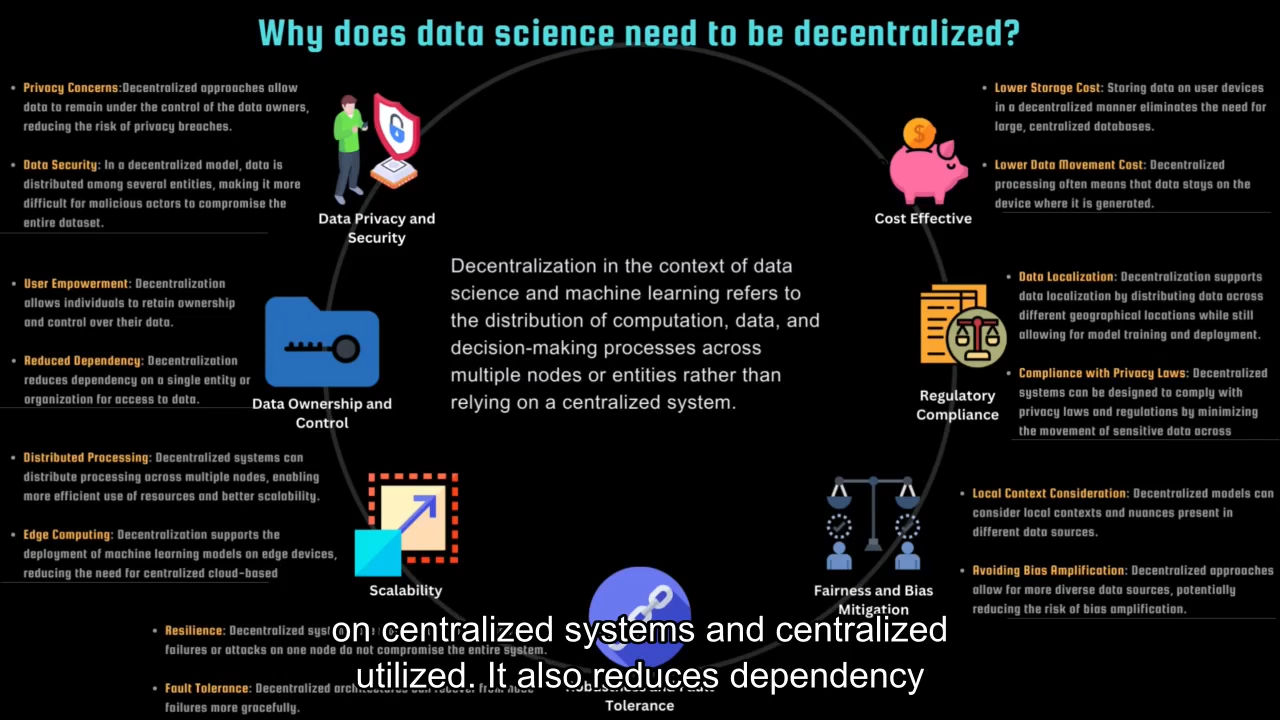 Why does data science need to be decentralized?
• Privacy Concerns:Decentralized approaches allow
data to remain under the control of the data owners,
reducing the risk of privacy breaches.
• Data Security: In a decentralized model, data is
distributed among several entities, making it more
difficult for malicious actors to compromise the
entire dataset.
Data Privacy and
Security
• User Empowerment: Decentralization
allows individuals to retain ownership
and control over their data.
• Reduced Dependency: Decentralization
reduces dependency on a single entity or
organization for access to data.
Data Ownership and
Control
• Distributed Processing: Decentralized systems can
distribute processing across multiple nodes, enabling
more efficient use of resources and better scalability.
• Edge Computing: Decentralization supports the
deployment of machine learning models on edge devices,
reducing the need for centralized cloud-based
Scalability
Decentralization in the context of data
science and machine learning refers to
the distribution of computation, data, and
decision-making processes across
multiple nodes or entities rather than
relying on a centralized system.
• Lower Storage Cost: Storing data on user devices
in a decentralized manner eliminates the need for
large, centralized databases.
• Lower Data Movement Cost: Decentralized
processing often means that data stays on the
device where it is generated.
Cost Effective
• Data Localization: Decentralization supports
data localization by distributing data across
different geographical locations while still
allowing for model training and deployment.
• Compliance with Privacy Laws: Decentralized
systems can be designed to comply with
privacy laws and regulations by minimizing
the movement of sensitive data across
Regulatory
Compliance
• Local Context Consideration: Decentralized models can
consider local contexts and nuances present in
different data sources.
• Avoiding Bias Amplification: Decentralized approaches
allow for more diverse data sources, potentially
reducing the risk of bias amplification.
Fairness and Bias
Mitigation
• Resilience: Decentralized
failures or attacks on one node do not compromise the entire system.
• Fault Tolerance: Decentralized
failures more gracefully.
Tolerance
on centralized systems and centralized
utilized. It also reduces dependency